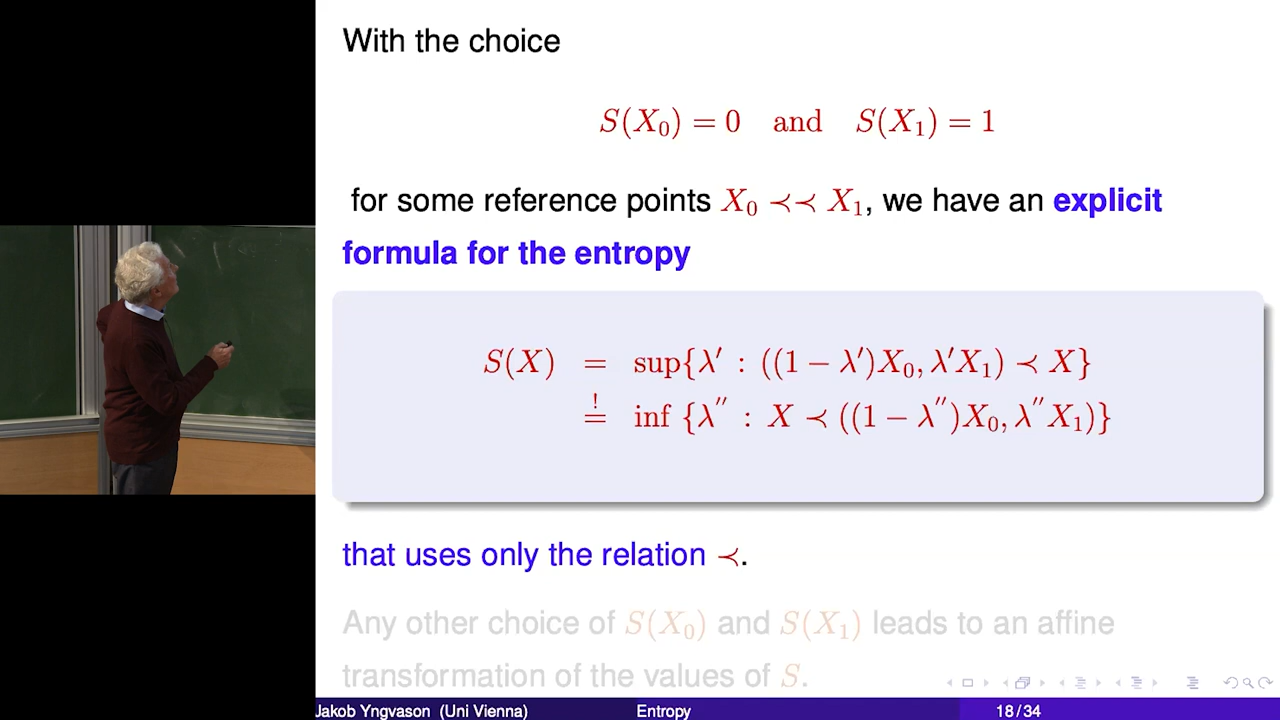 With the choice
S(X₀) = 0 and S(X₁) = 1
for some reference points X₀ ≺≺ X₁, we have an explicit
formula for the entropy
S(X) = sup{λ′ : ((1 − λ′)X₀, λ′X₁) ≺ X}
!
= inf {λ″ : X ≺ ((1 − λ″)X₀, λ″X₁)}
that uses only the relation ≺.
Any other choice of S(X₀) and S(X₁) leads to an affine
transformation of the values of S.
Jakob Yngvason (Uni Vienna) Entropy 18/34